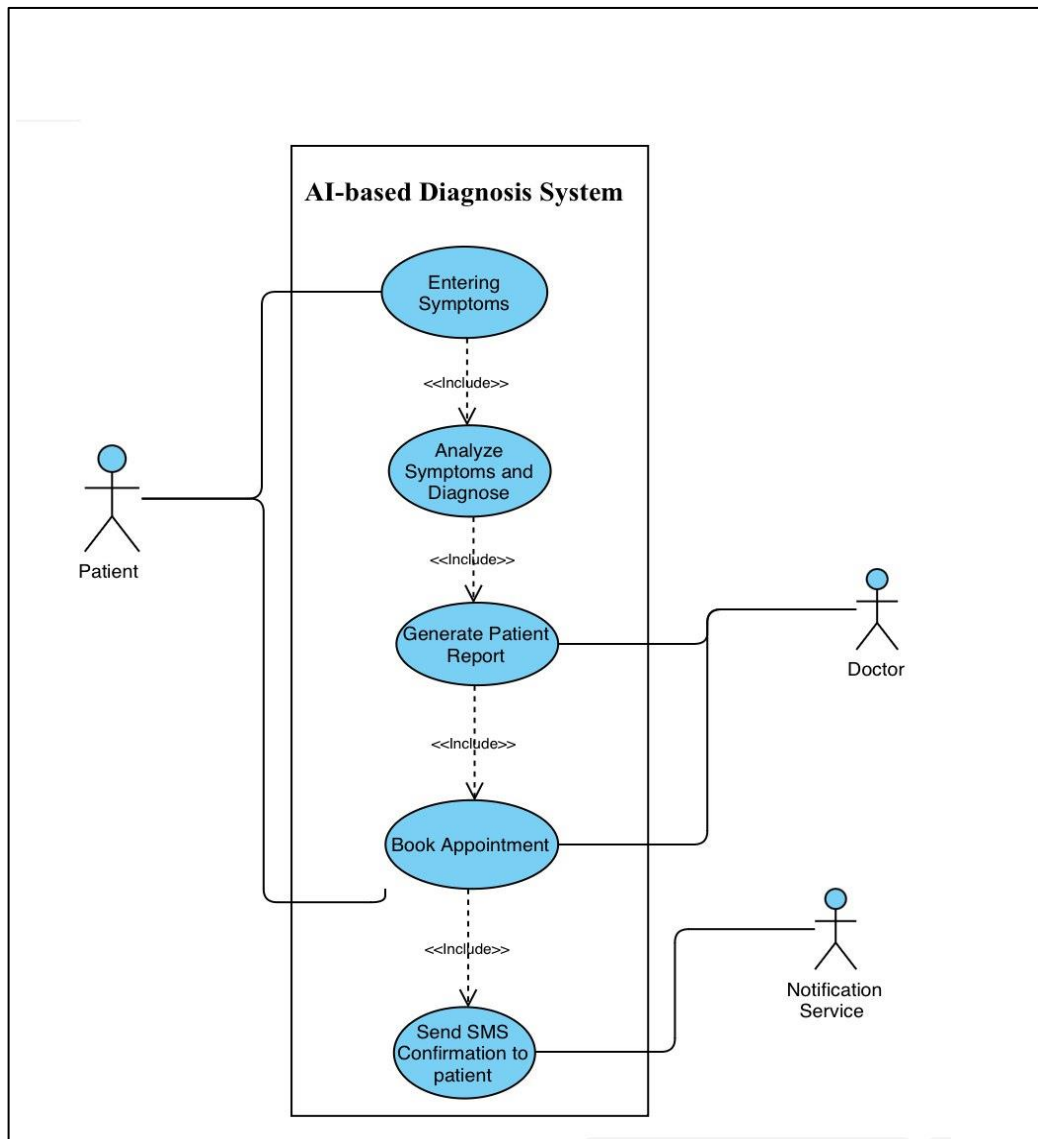 AI-based Diagnosis System
Entering
Symptoms
<<Include>>
Analyze
Symptoms and
Diagnose
Patient
<<Include>>
Generate Patient
Report
Doctor
<<Include>>
Book Appointment
<<Include>>
Notification
Service
Send SMS
Confirmation to
patient